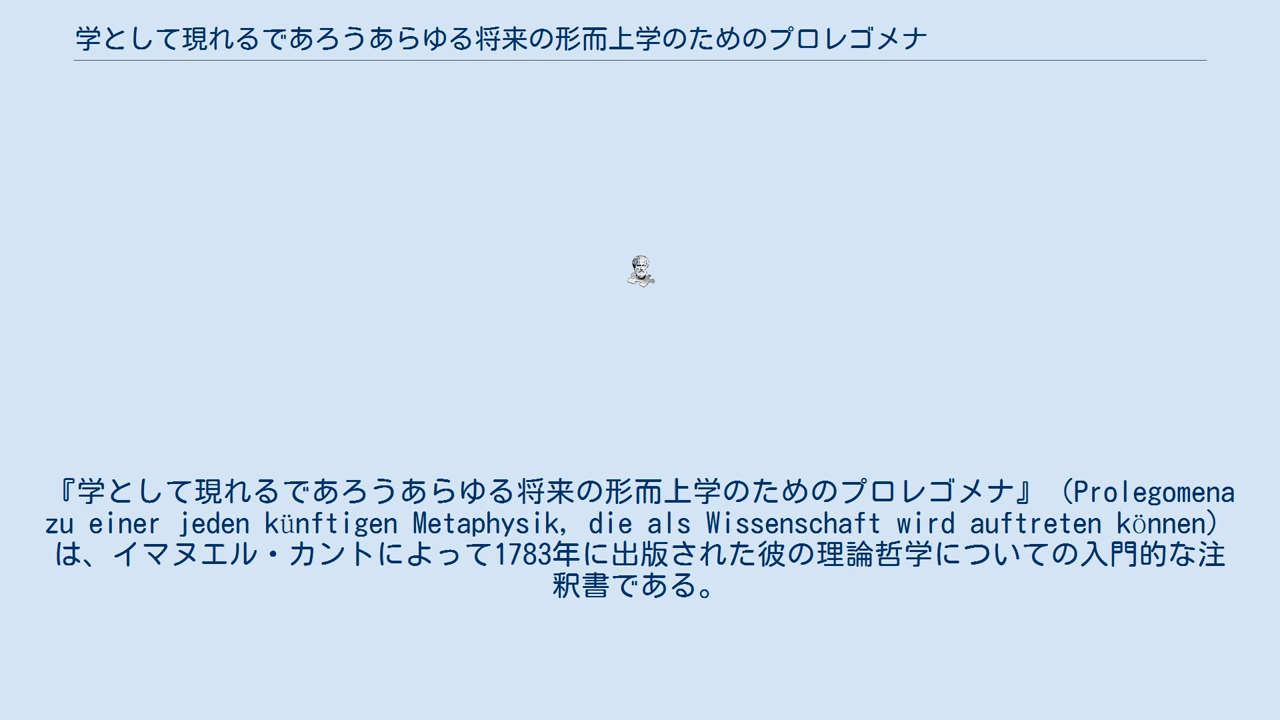 学として現れるであろうあらゆる将来の形而上学のためのプロレゴメナ
『学として現れるであろうあらゆる将来の形而上学のためのプロレゴメナ』（Prolegomena
zu einer jeden künftigen Metaphysik, die als Wissenschaft wird auftreten können）
は、イマヌエル・カントによって1783年に出版された彼の理論哲学についての入門的な注
釈書である。